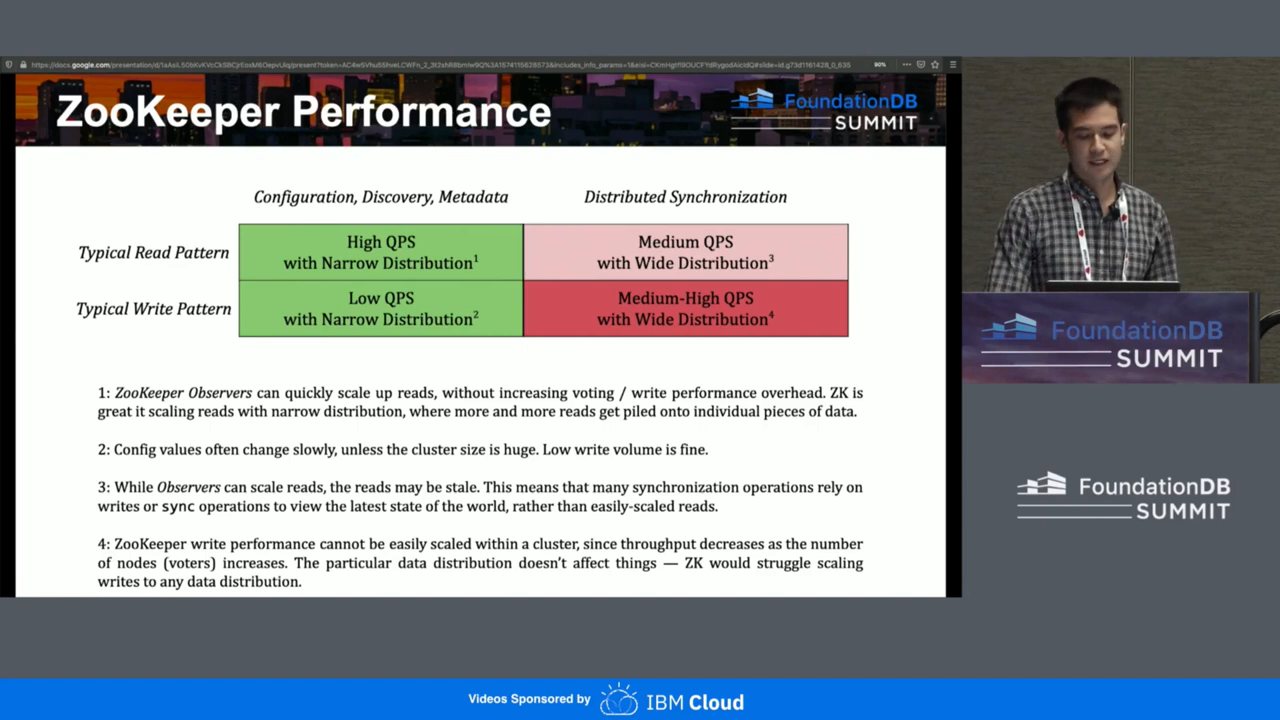 ZooKeeper Performance
FoundationDB
SUMMIT
Configuration, Discovery, Metadata
Distributed Synchronization
Typical Read Pattern
High QPS
with Narrow Distribution1
Medium QPS
with Wide Distribution3
Typical Write Pattern
Low QPS
with Narrow Distribution2
Medium-High QPS
with Wide Distribution4
1: ZooKeeper Observers can quickly scale up reads, without increasing voting / write performance overhead. ZK is
great it scaling reads with narrow distribution, where more and more reads get piled onto individual pieces of data.
2: Config values often change slowly, unless the cluster size is huge. Low write volume is fine.
3: While Observers can scale reads, the reads may be stale. This means that many synchronization operations rely on
writes or sync operations to view the latest state of the world, rather than easily-scaled reads.
4: ZooKeeper write performance cannot be easily scaled within a cluster, since throughput decreases as the number
of nodes (voters) increases. The particular data distribution doesn't affect things — ZK would struggle scaling
writes to any data distribution.
FoundationDB
SUMMIT
FoundationDB
SUMMIT
Videos Sponsored by
IBM Cloud